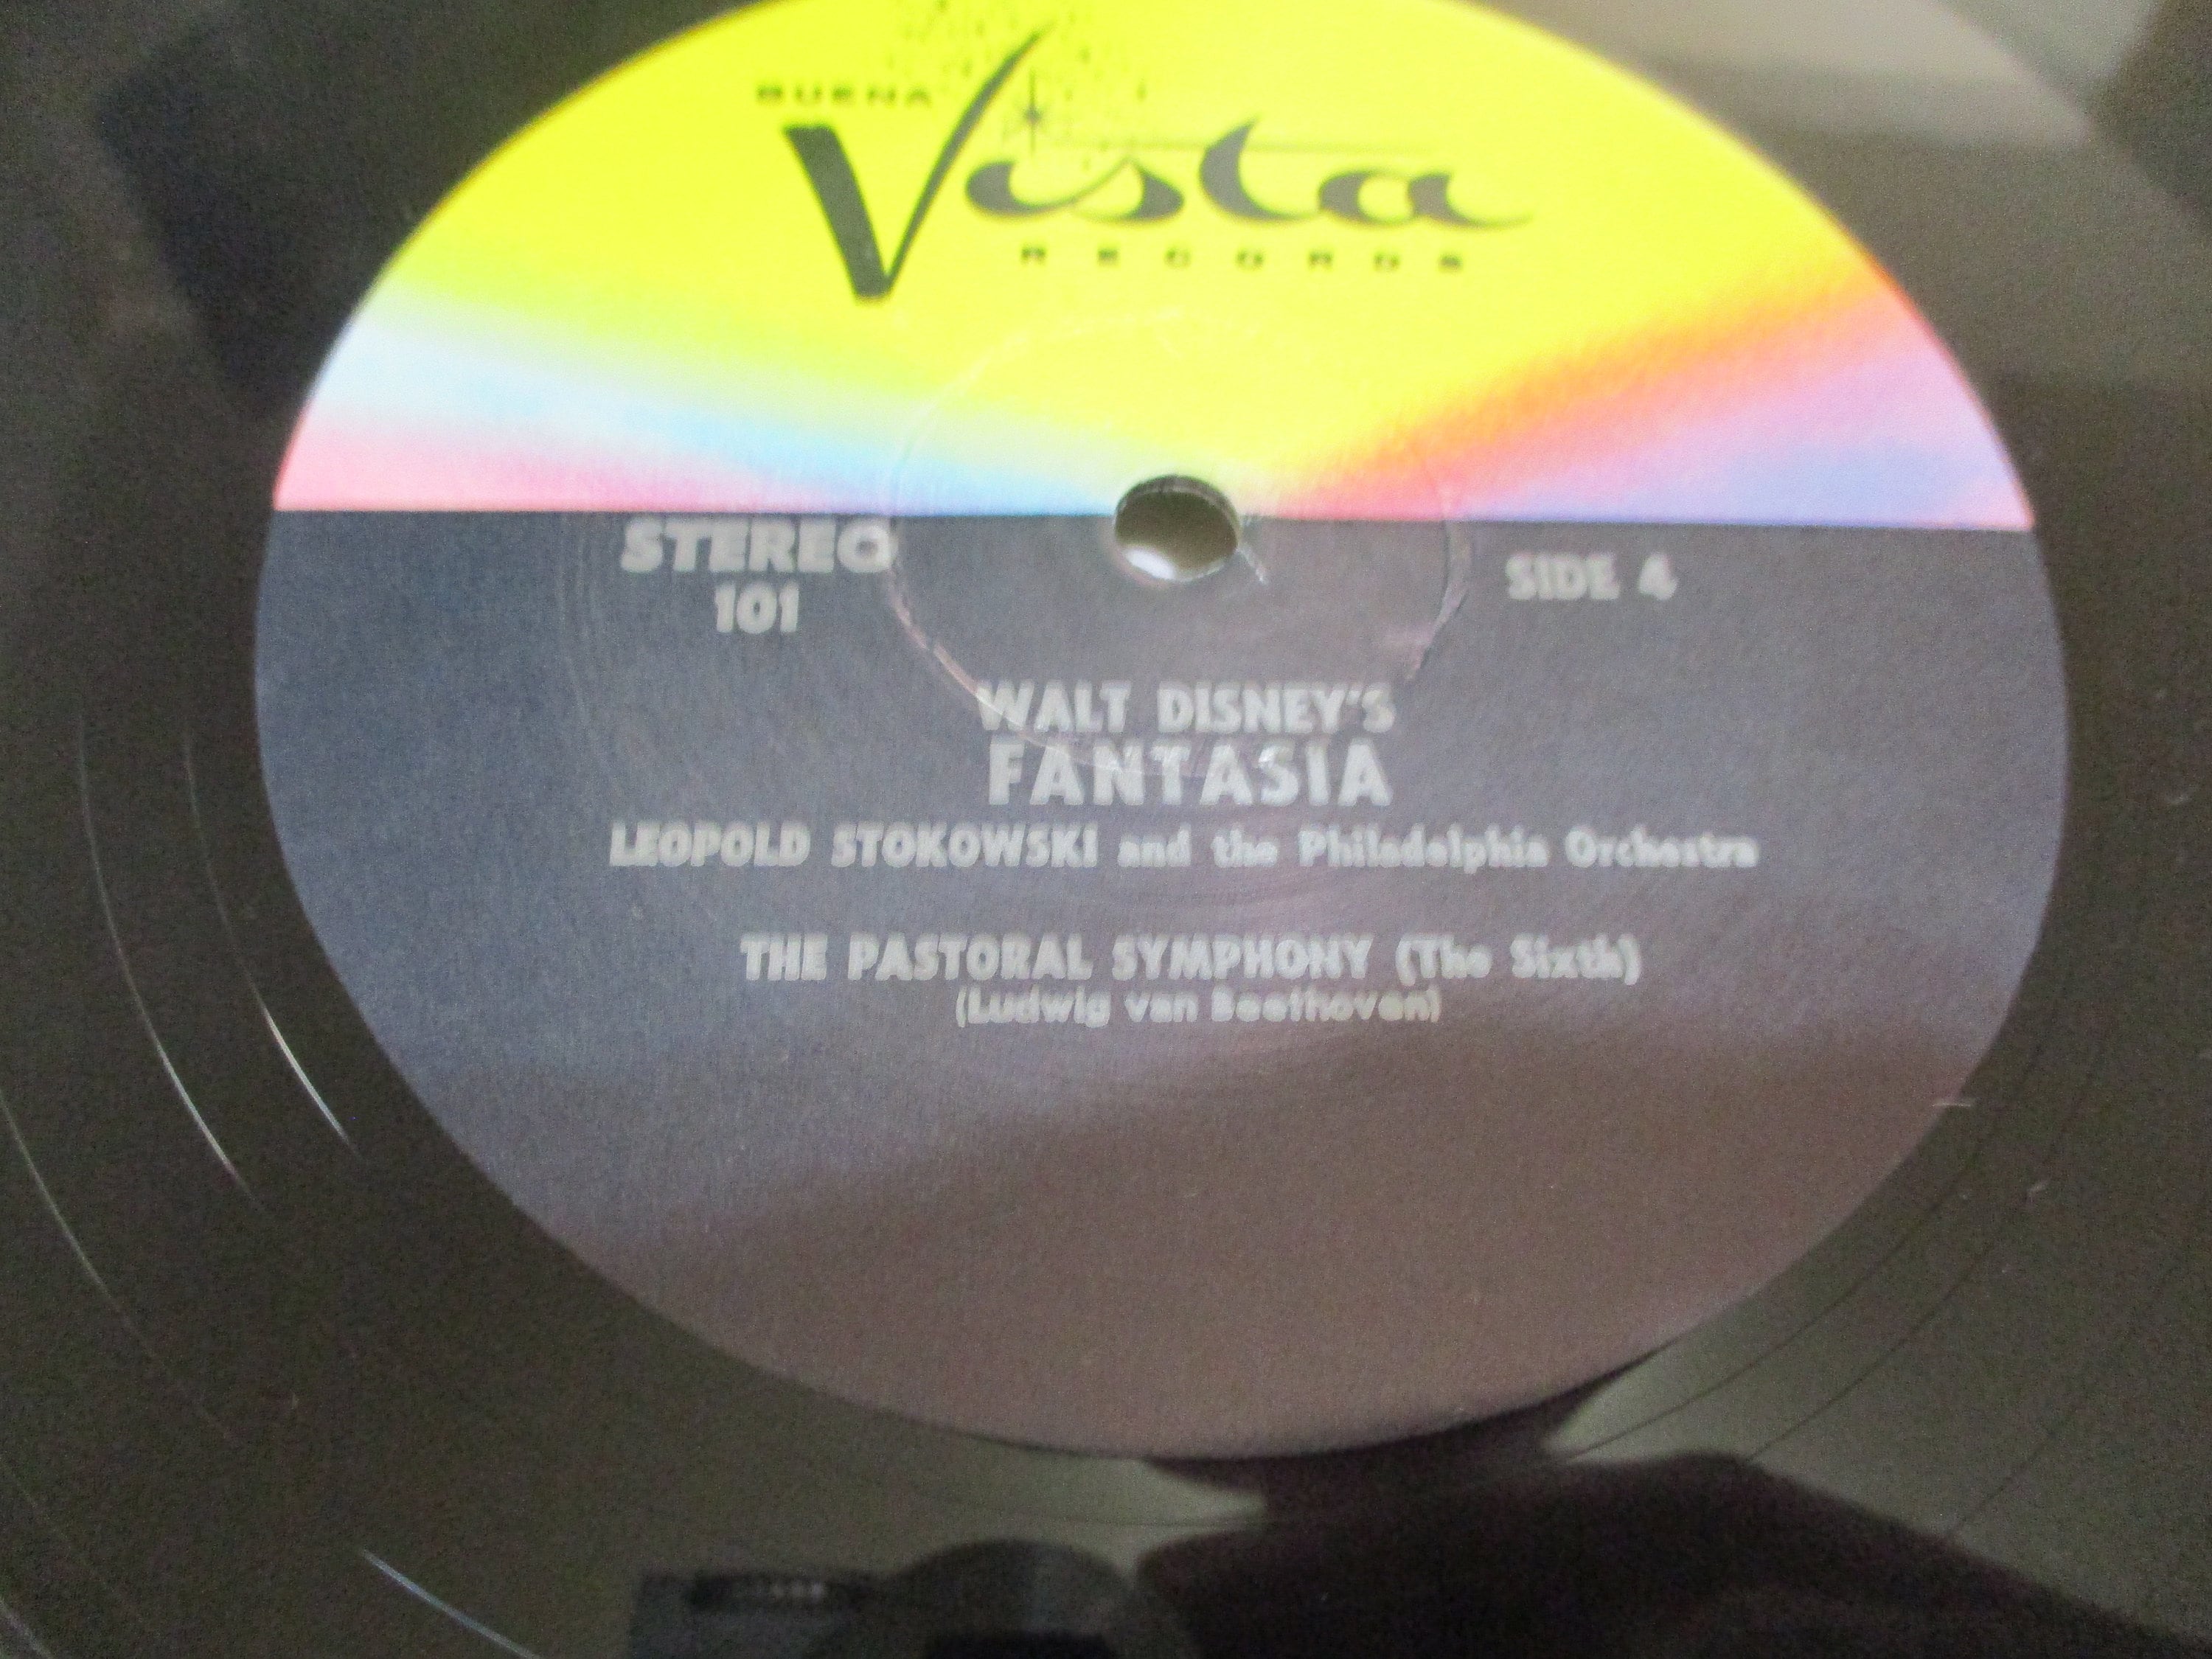 BUENA
Vista
RECORDS
STEREO
101
SIDE 4
WALT DISNEY'S
FANTASIA
LEOPOLD STOKOWSKI and the Philadelphia Orchestra
THE PASTORAL SYMPHONY (The Sixth)
(Ludwig van Beethoven)